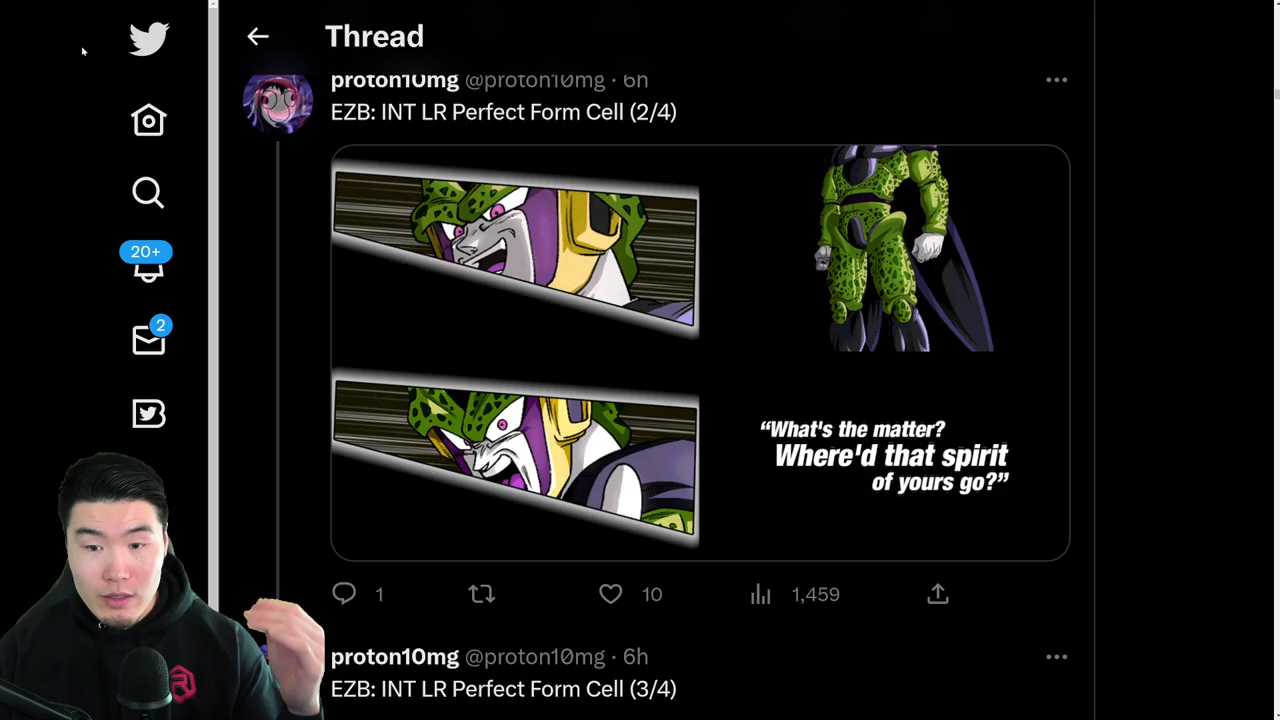 Thread
proton10mg @proton10mg · 6h
EZB: INT LR Perfect Form Cell (2/4)
20+
2
“What's the matter?
Where'd that spirit
of yours go?”
1
10
1,459
proton10mg @proton10mg · 6h
EZB: INT LR Perfect Form Cell (3/4)